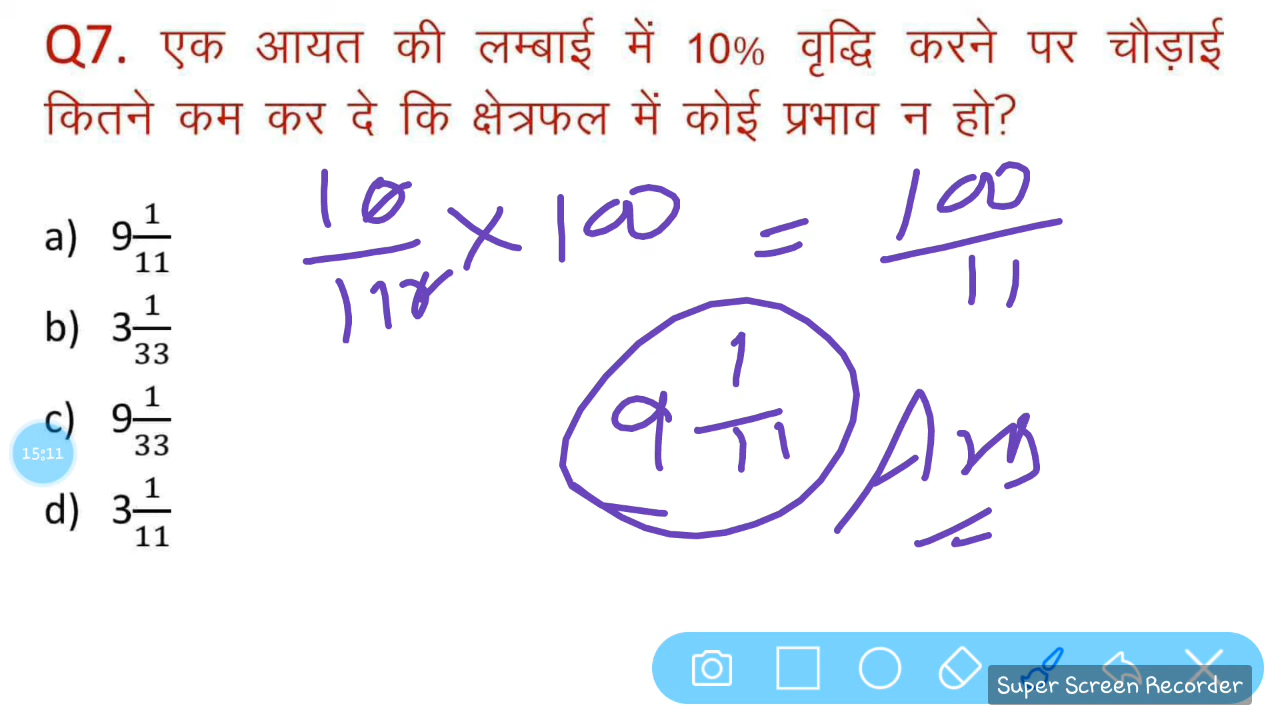 Q7. एक आयत की लम्बाई में 10% वृद्धि करने पर चौड़ाई
कितने कम कर दे कि क्षेत्रफल में कोई प्रभाव न हो?
a) 9 1/11
b) 3 1/33
c) 9 1/33
d) 3 1/11
10/110 × 100 = 100/11
9 1/11 Ans
15:11
Super Screen Recorder